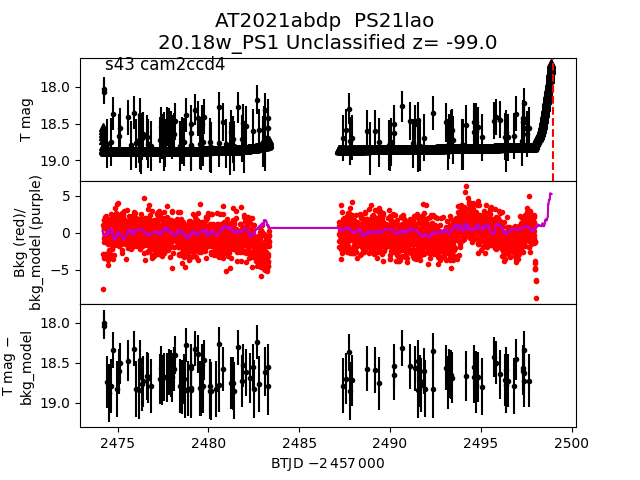 AT2021abdp PS21lao
20.18w_PS1 Unclassified z= -99.0
s43 cam2ccd4
T mag
18.0
18.5
19.0
Bkg (red)/
bkg_model (purple)
5
0
−5
T mag −
bkg_model
18.0
18.5
19.0
2475
2480
2485
2490
2495
2500
BTJD −2 457 000